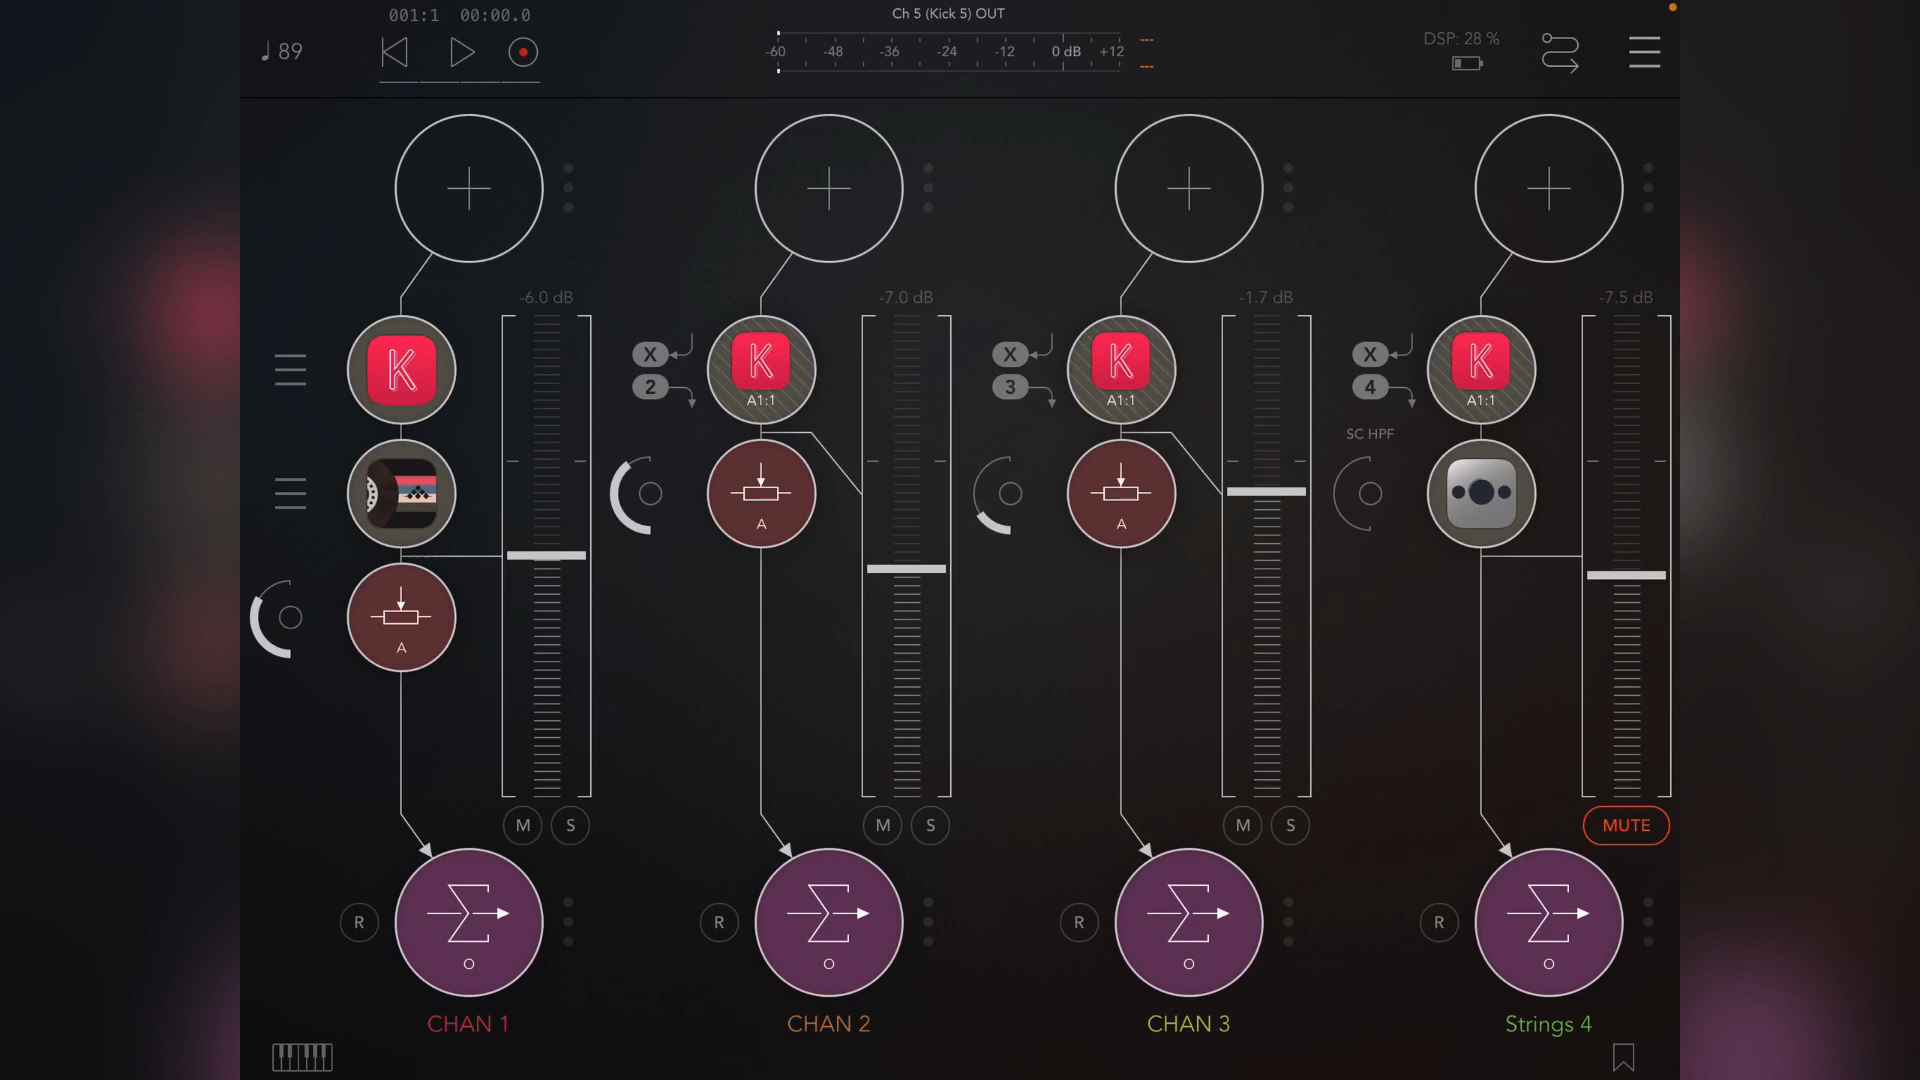 001:1 00:00.0
Ch 5 (Kick 5) OUT
89
-60 -48 -36 -24 -12 0 dB +12
DSP: 28 %
-6.0 dB
-7.0 dB
-1.7 dB
-7.5 dB
K
X
2
K
A1:1
X
3
K
A1:1
X
4
K
A1:1
SC HPF
A
A
A
M S
M S
M S
MUTE
R
O
R
O
R
O
R
O
CHAN 1
CHAN 2
CHAN 3
Strings 4